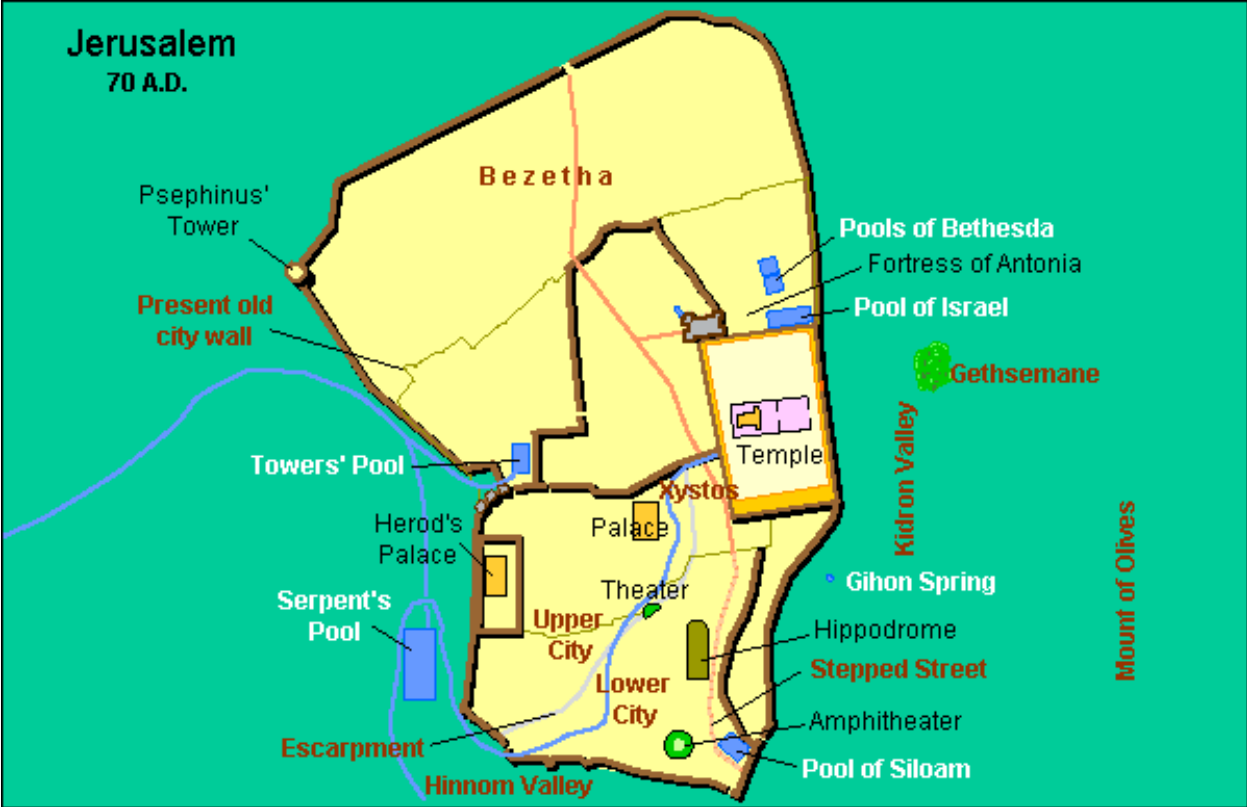 Jerusalem
70 A.D.
Bezetha
Psephinus'
Tower
Pools of Bethesda
Fortress of Antonia
Present old
city wall
Pool of Israel
Gethsemane
Kidron Valley
Towers' Pool
Temple
Xystos
Herod's
Palace
Palace
Mount of Olives
Gihon Spring
Serpent's
Pool
Theater
Upper
City
Hippodrome
Stepped Street
Lower
City
Amphitheater
Escarpment
Pool of Siloam
Hinnom Valley